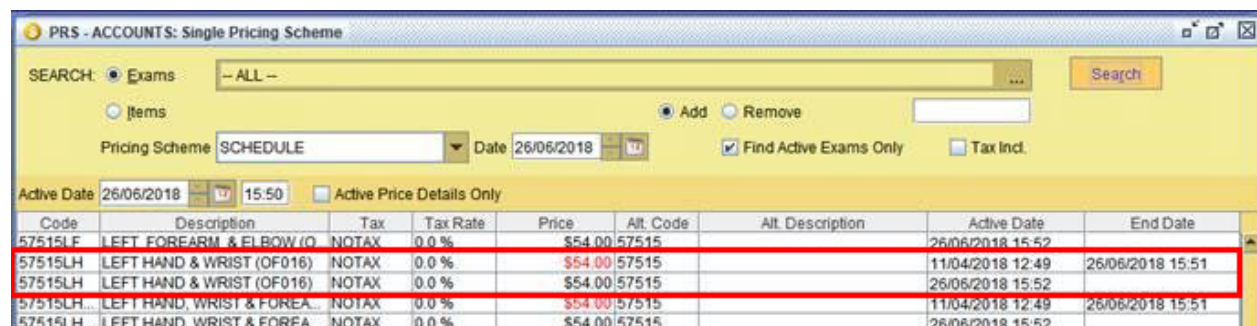 PRS - ACCOUNTS: Single Pricing Scheme
SEARCH: Exams -- ALL -- ... Search
Items Add Remove
Pricing Scheme SCHEDULE Date 26/06/2018 Find Active Exams Only Tax Incl.
Active Date 26/06/2018 15:50 Active Price Details Only
Code Description Tax Tax Rate Price Alt. Code Alt. Description Active Date End Date
57515LF LEFT FOREARM & ELBOW (O NOTAX 0.0 % $54.00 57515 26/06/2018 15:52
57515LH LEFT HAND & WRIST (OF016) NOTAX 0.0 % $54.00 57515 11/04/2018 12:49 26/06/2018 15:51
57515LH LEFT HAND & WRIST (OF016) NOTAX 0.0 % $54.00 57515 26/06/2018 15:52
57515LH... LEFT HAND, WRIST & FOREA... NOTAX 0.0 % $54.00 57515 11/04/2018 12:49 26/06/2018 15:51
57515LH LEFT HAND, WRIST & FOREA NOTAX 0.0 % $54.00 57515 26/06/2018 15:52